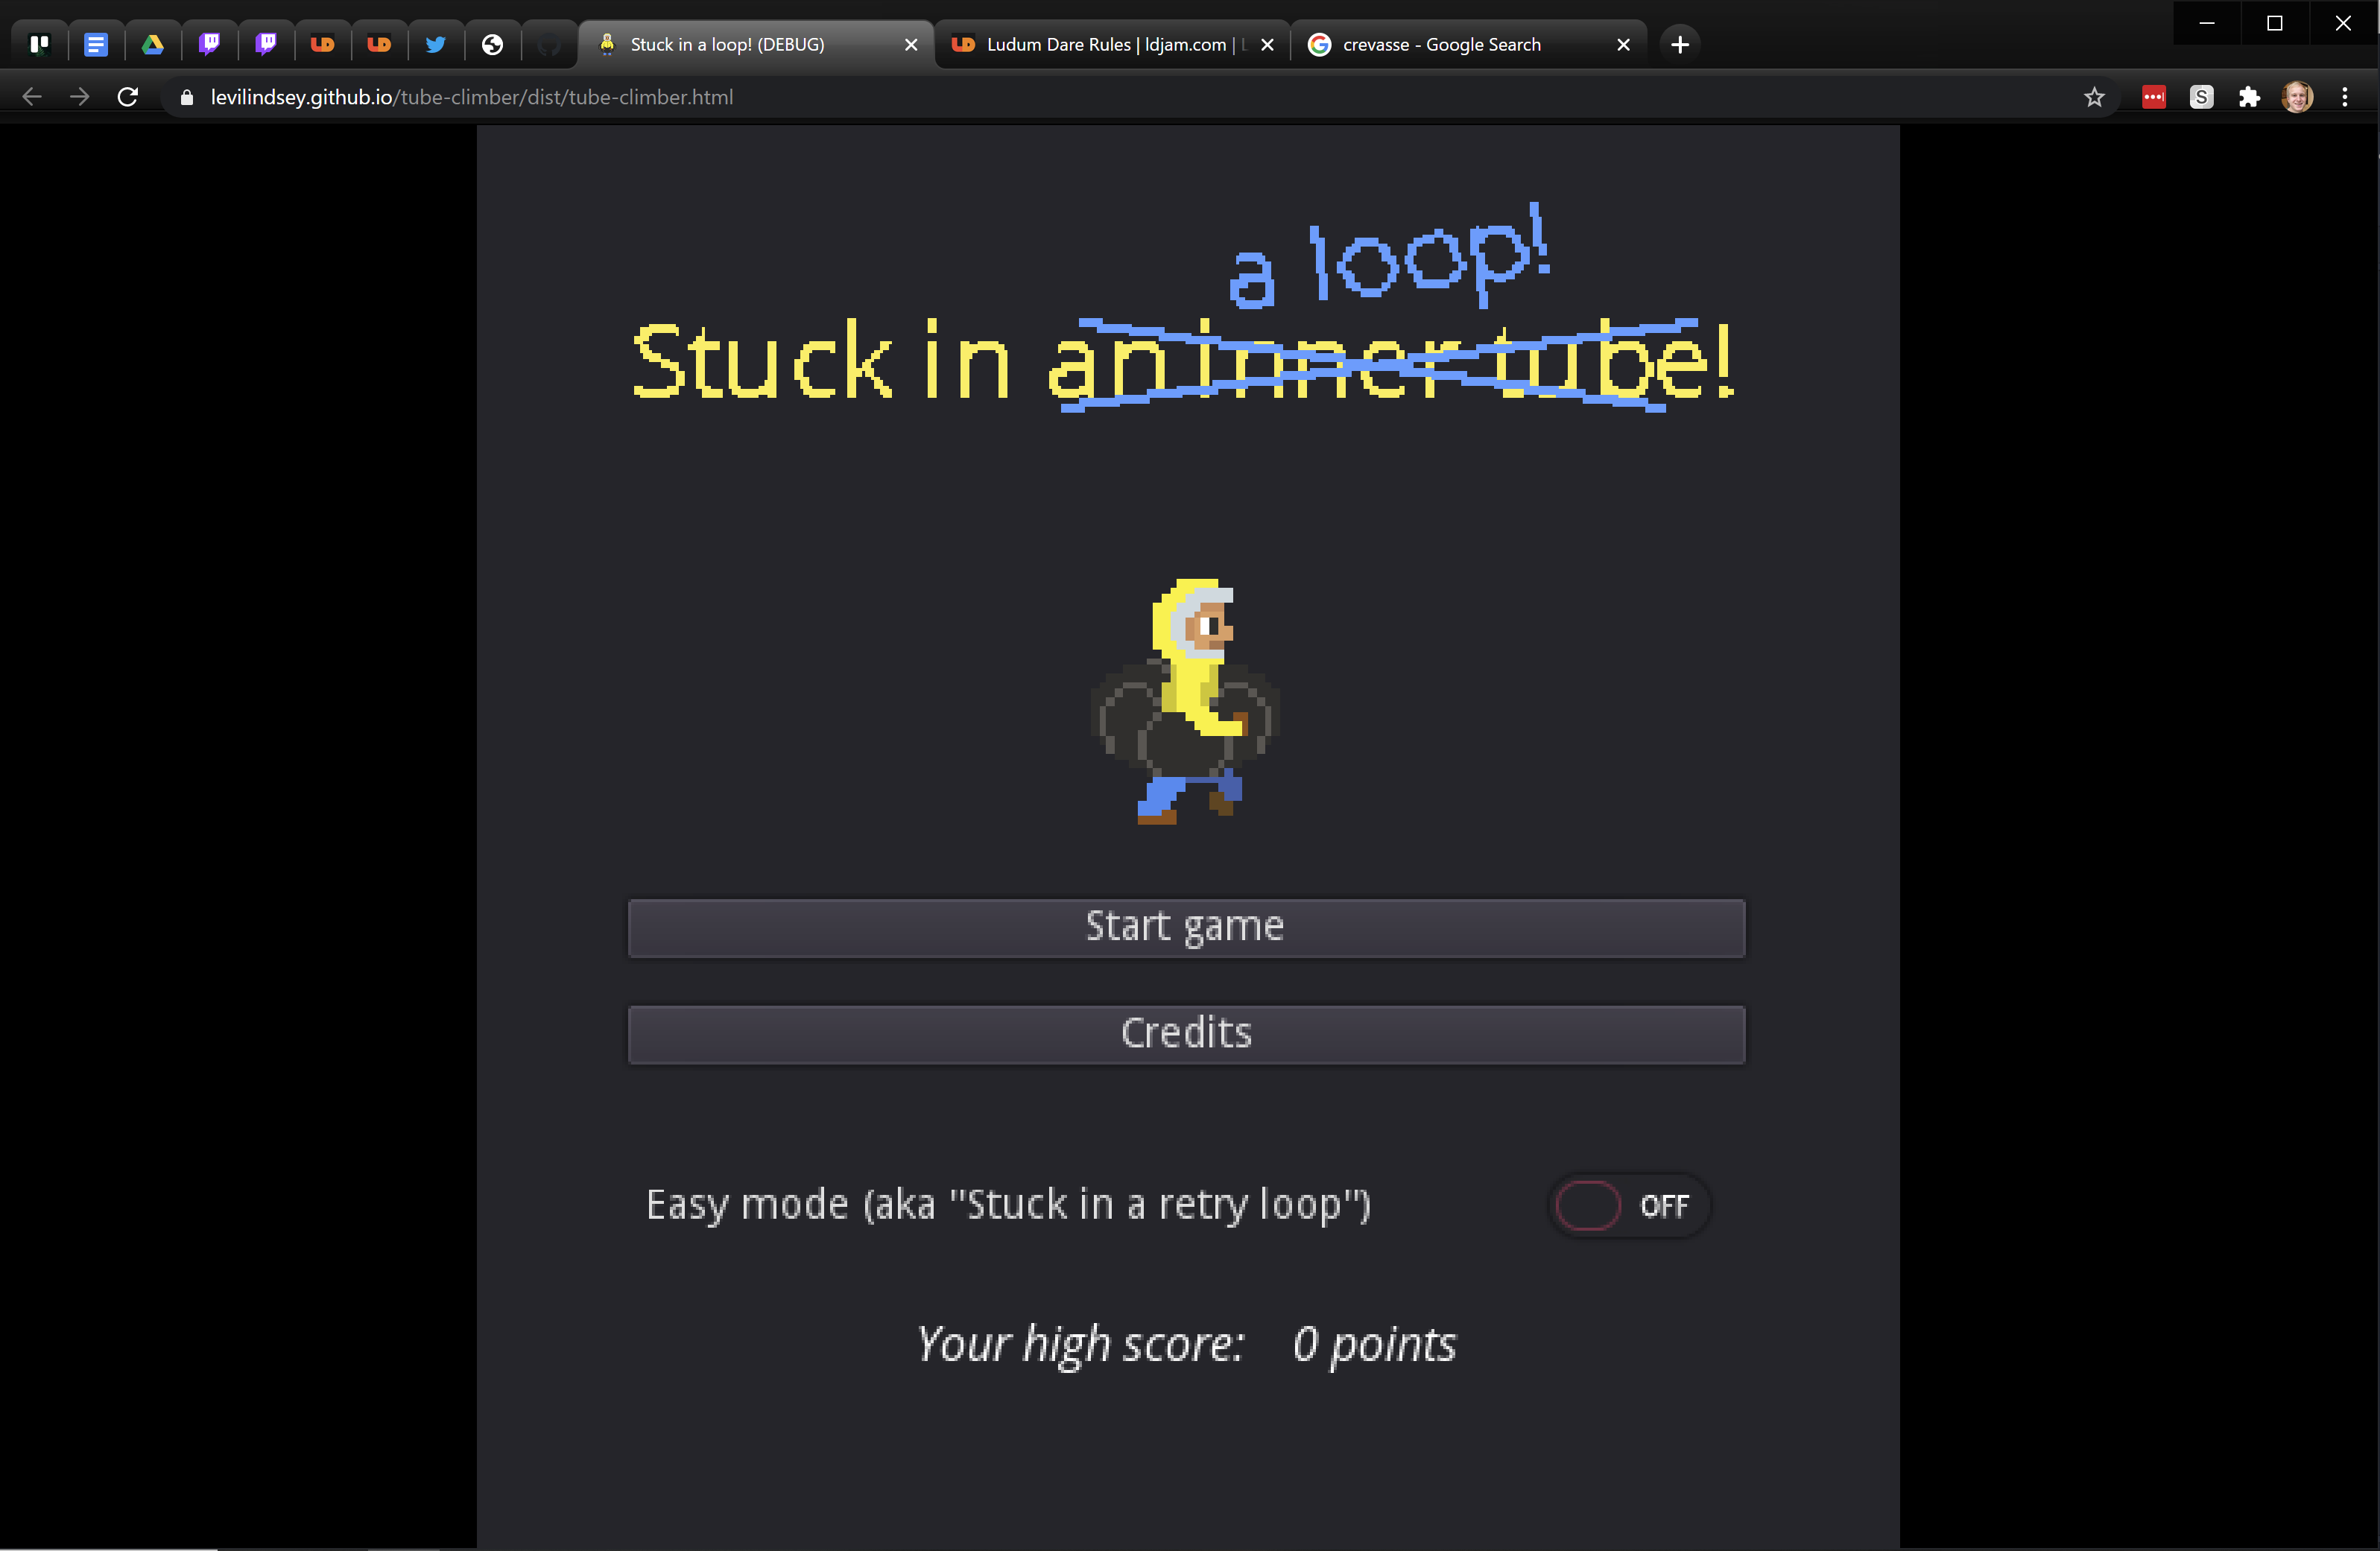 Stuck in a loop! (DEBUG)
Ludum Dare Rules | ldjam.com |
crevasse - Google Search
levilindsey.github.io/tube-climber/dist/tube-climber.html
a loop!
Stuck in an inner tube!
Start game
Credits
Easy mode (aka "Stuck in a retry loop")
OFF
Your high score: 0 points